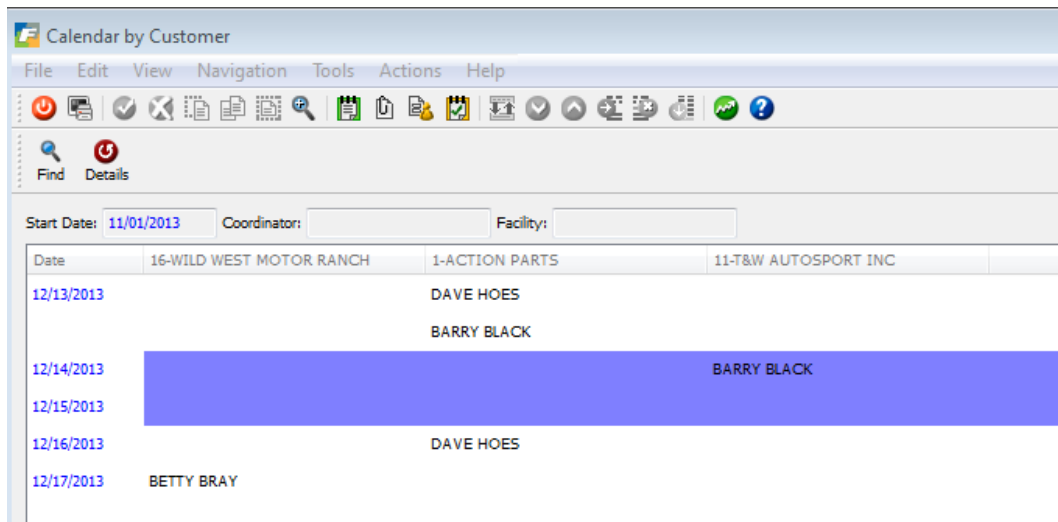 Calendar by Customer
File Edit View Navigation Tools Actions Help
Find Details
Start Date: 11/01/2013 Coordinator: Facility:
Date 16-WILD WEST MOTOR RANCH 1-ACTION PARTS 11-T&W AUTOSPORT INC
12/13/2013 DAVE HOES
BARRY BLACK
12/14/2013 BARRY BLACK
12/15/2013
12/16/2013 DAVE HOES
12/17/2013 BETTY BRAY